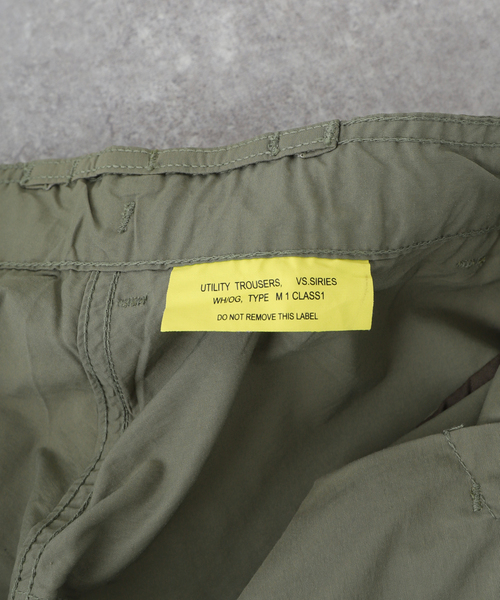 UTILITY TROUSERS, VS.SIRIES
WH/OG, TYPE M 1 CLASS1
DO NOT REMOVE THIS LABEL